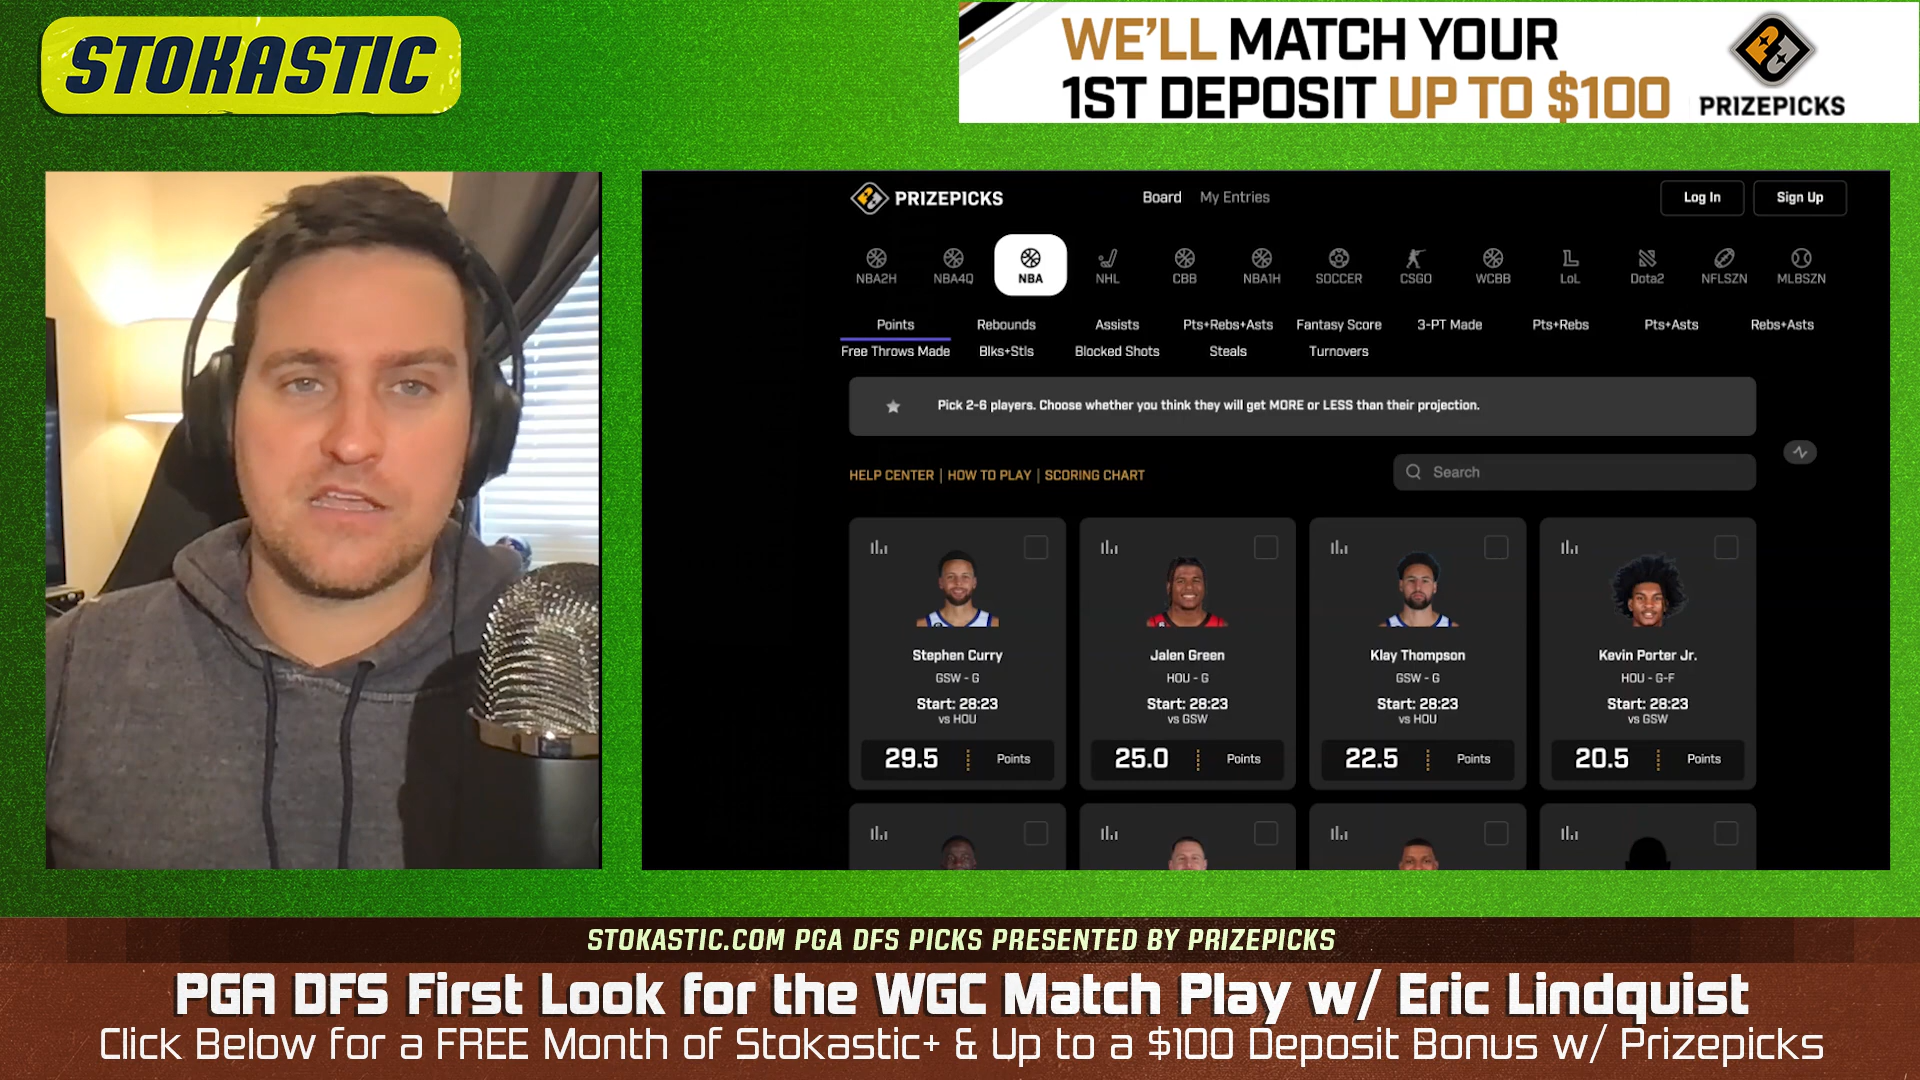 STOKASTIC
WE'LL MATCH YOUR
1ST DEPOSIT UP TO $100
PRIZEPICKS
PRIZEPICKS
Board My Entries
Log In Sign Up
NBA2H NBA4Q NBA NHL CBB NBA1H SOCCER CSGO WCBB LoL Dota2 NFLSZN MLBSZN
Points Rebounds Assists Pts+Rebs+Asts Fantasy Score 3-PT Made Pts+Rebs Pts+Asts Rebs+Asts
Free Throws Made Blks+Stls Blocked Shots Steals Turnovers
Pick 2-6 players. Choose whether you think they will get MORE or LESS than their projection.
HELP CENTER | HOW TO PLAY | SCORING CHART
Search
Stephen Curry Jalen Green Klay Thompson Kevin Porter Jr.
GSW - G HOU - G GSW - G HOU - G-F
Start: 28:23 Start: 28:23 Start: 28:23 Start: 28:23
vs HOU vs GSW vs HOU vs GSW
29.5 Points 25.0 Points 22.5 Points 20.5 Points
STOKASTIC.COM PGA DFS PICKS PRESENTED BY PRIZEPICKS
PGA DFS First Look for the WGC Match Play w/ Eric Lindquist
Click Below for a FREE Month of Stokastic+ & Up to a $100 Deposit Bonus w/ Prizepicks